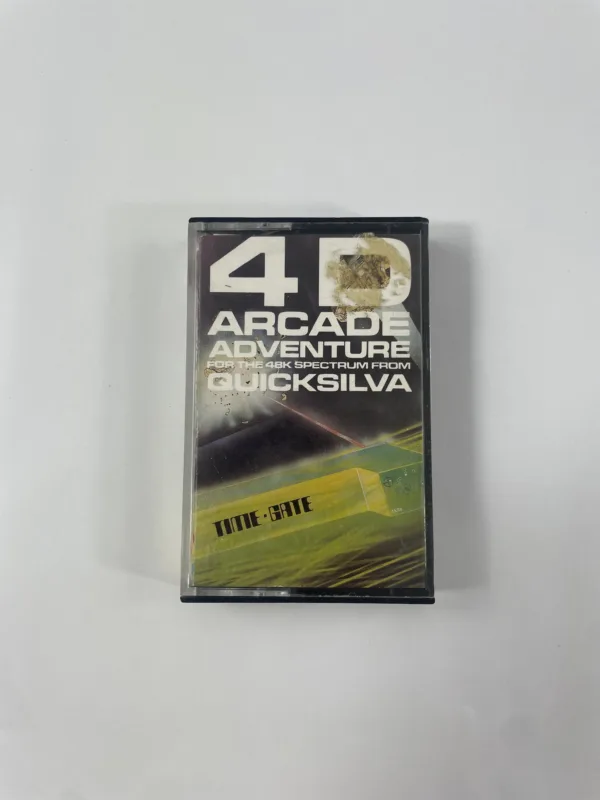 4D
ARCADE
ADVENTURE
FOR THE 48K SPECTRUM FROM
QUICKSILVA
TIME·GATE